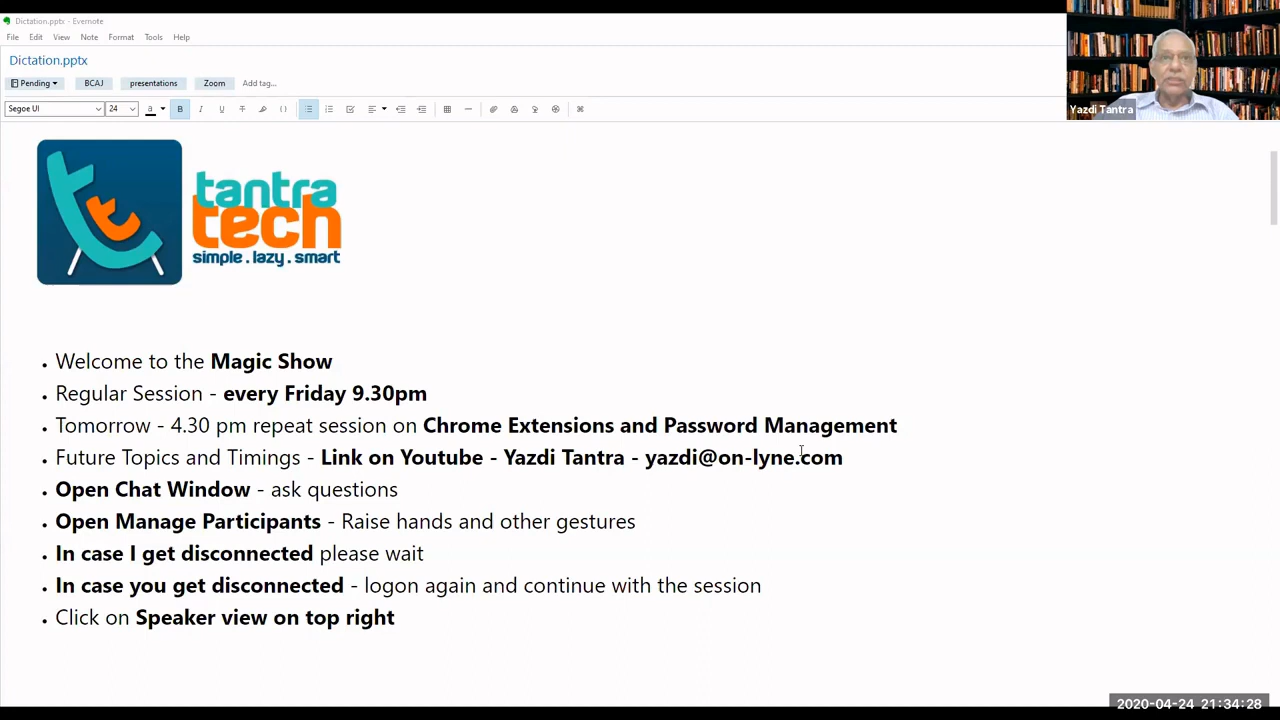 Dictation.pptx - Evernote
File Edit View Note Format Tools Help
Dictation.pptx
Pending BCAJ presentations Zoom Add tag...
Segoe UI 24 a B I U T
Yazdi Tantra
tantra
tech
simple.lazy.smart
• Welcome to the Magic Show
• Regular Session - every Friday 9.30pm
• Tomorrow - 4.30 pm repeat session on Chrome Extensions and Password Management
• Future Topics and Timings - Link on Youtube - Yazdi Tantra - yazdi@on-lyne.com
• Open Chat Window - ask questions
• Open Manage Participants - Raise hands and other gestures
• In case I get disconnected please wait
• In case you get disconnected - logon again and continue with the session
• Click on Speaker view on top right
2020-04-24 21:34:28